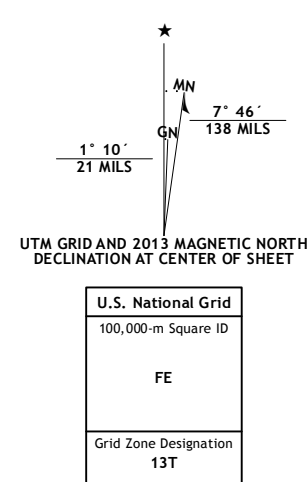 ★
MN
7° 46´
138 MILS
GN
1° 10´
21 MILS
UTM GRID AND 2013 MAGNETIC NORTH
DECLINATION AT CENTER OF SHEET
U.S. National Grid
100,000-m Square ID
FE
Grid Zone Designation
13T